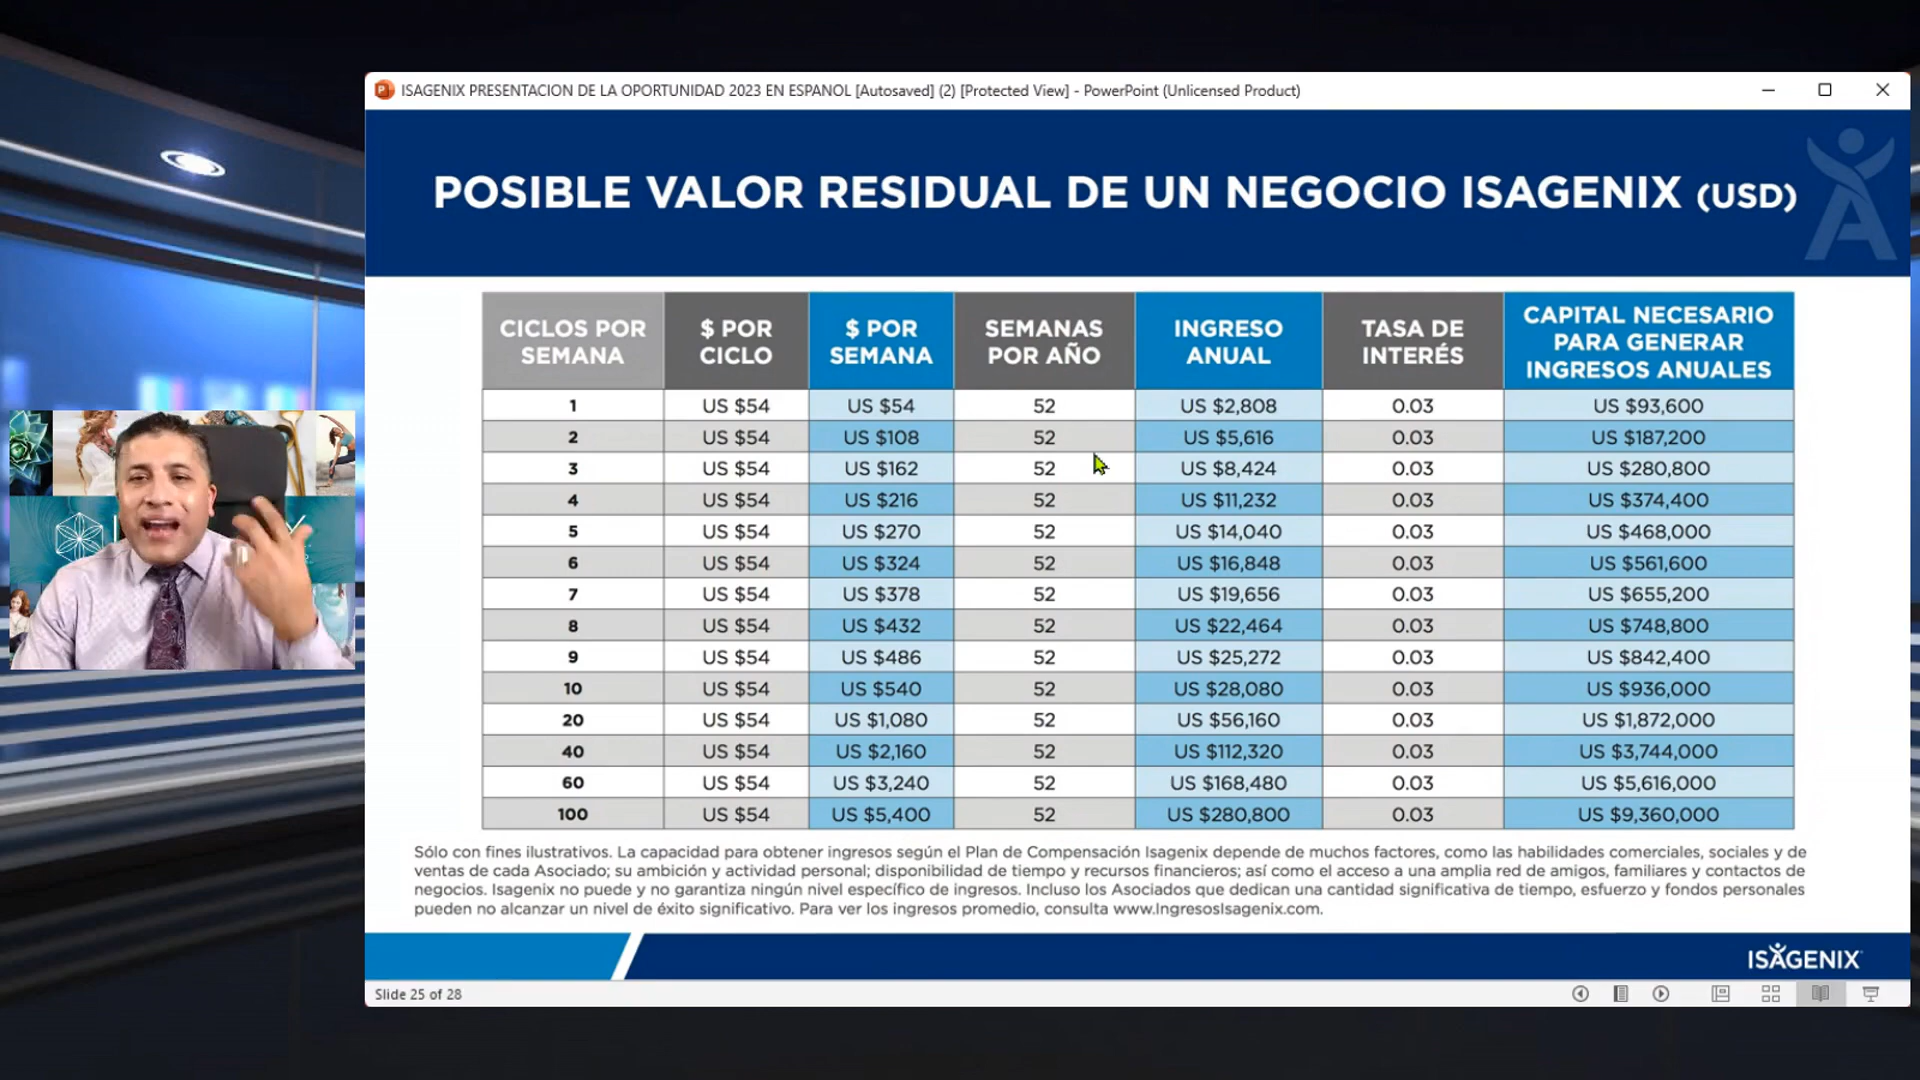 ISAGENIX PRESENTACION DE LA OPORTUNIDAD 2023 EN ESPANOL [Autosaved] (2) [Protected View] - PowerPoint (Unlicensed Product)
POSIBLE VALOR RESIDUAL DE UN NEGOCIO ISAGENIX (USD)
CICLOS POR SEMANA $ POR CICLO $ POR SEMANA SEMANAS POR AÑO INGRESO ANUAL TASA DE INTERÉS CAPITAL NECESARIO PARA GENERAR INGRESOS ANUALES
1 US $54 US $54 52 US $2,808 0.03 US $93,600
2 US $54 US $108 52 US $5,616 0.03 US $187,200
3 US $54 US $162 52 US $8,424 0.03 US $280,800
4 US $54 US $216 52 US $11,232 0.03 US $374,400
5 US $54 US $270 52 US $14,040 0.03 US $468,000
6 US $54 US $324 52 US $16,848 0.03 US $561,600
7 US $54 US $378 52 US $19,656 0.03 US $655,200
8 US $54 US $432 52 US $22,464 0.03 US $748,800
9 US $54 US $486 52 US $25,272 0.03 US $842,400
10 US $54 US $540 52 US $28,080 0.03 US $936,000
20 US $54 US $1,080 52 US $56,160 0.03 US $1,872,000
40 US $54 US $2,160 52 US $112,320 0.03 US $3,744,000
60 US $54 US $3,240 52 US $168,480 0.03 US $5,616,000
100 US $54 US $5,400 52 US $280,800 0.03 US $9,360,000
Sólo con fines ilustrativos. La capacidad para obtener ingresos según el Plan de Compensación Isagenix depende de muchos factores, como las habilidades comerciales, sociales y de
ventas de cada Asociado; su ambición y actividad personal; disponibilidad de tiempo y recursos financieros; así como el acceso a una amplia red de amigos, familiares y contactos de
negocios. Isagenix no puede y no garantiza ningún nivel específico de ingresos. Incluso los Asociados que dedican una cantidad significativa de tiempo, esfuerzo y fondos personales
pueden no alcanzar un nivel de éxito significativo. Para ver los ingresos promedio, consulta www.IngresosIsagenix.com.
ISAGENIX
Slide 25 of 28